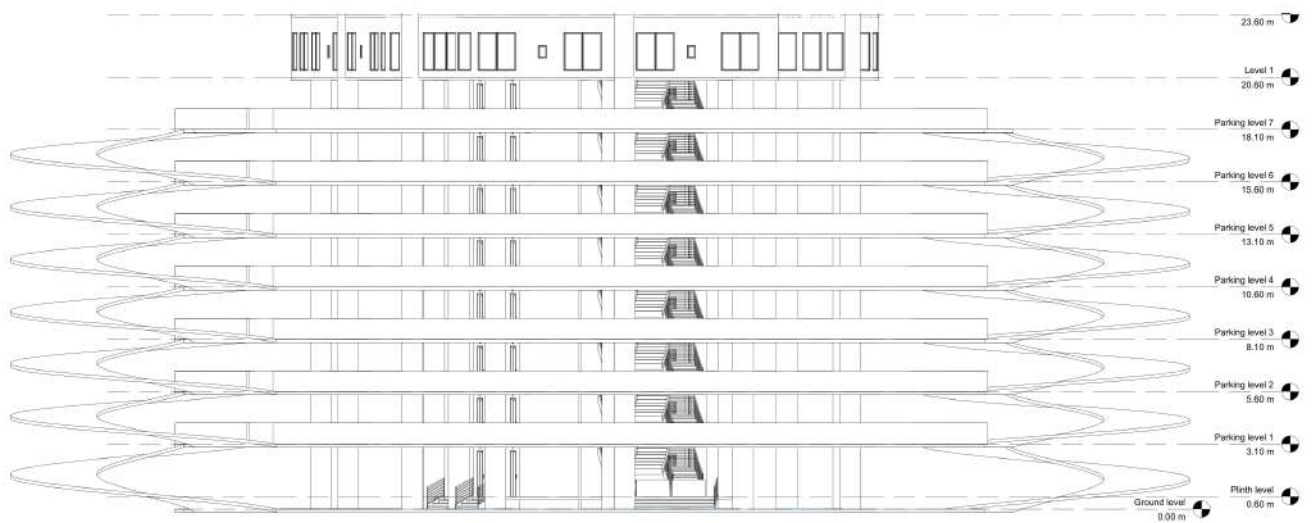 23.60 m
Level 1
20.60 m
Parking level 7
18.10 m
Parking level 6
15.60 m
Parking level 5
13.10 m
Parking level 4
10.60 m
Parking level 3
8.10 m
Parking level 2
5.60 m
Parking level 1
3.10 m
Plinth level
0.60 m
Ground level
0.00 m